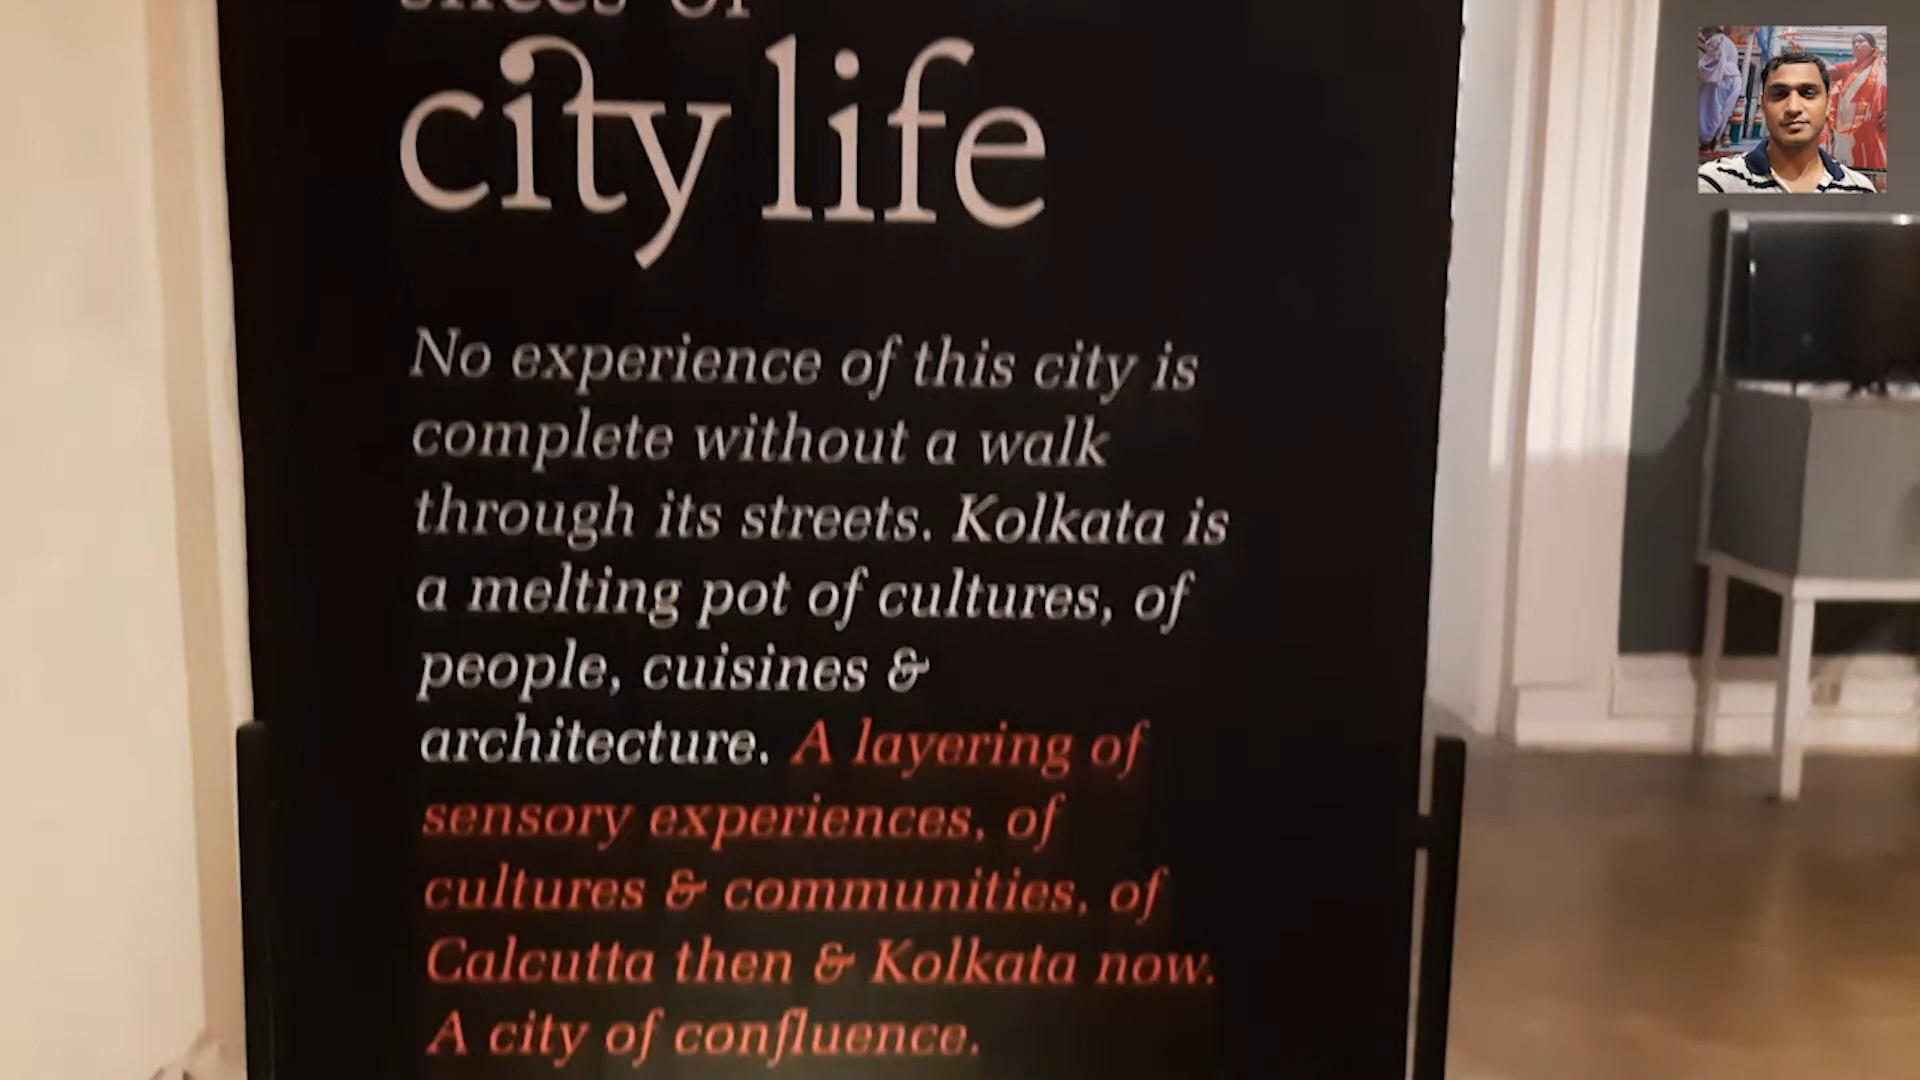 slices of
city life
No experience of this city is
complete without a walk
through its streets. Kolkata is
a melting pot of cultures, of
people, cuisines &
architecture. A layering of
sensory experiences, of
cultures & communities, of
Calcutta then & Kolkata now.
A city of confluence.